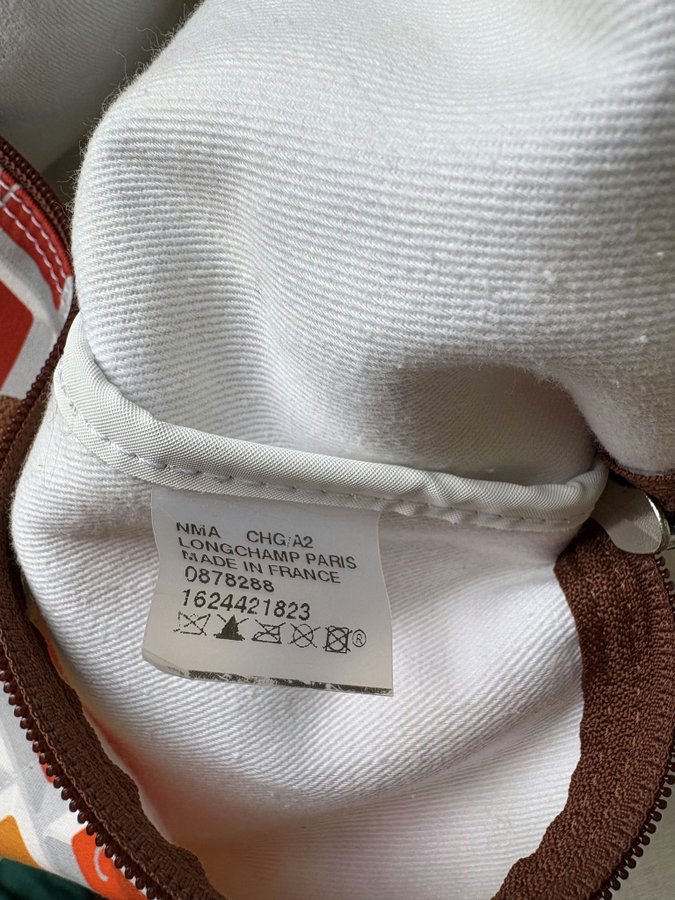 NMA CHG/A2
LONGCHAMP PARIS
MADE IN FRANCE
0878288
1624421823
®